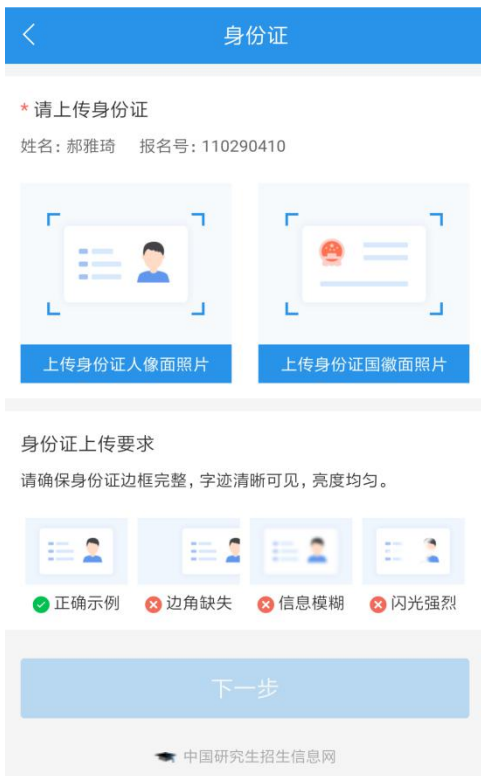 身份证
* 请上传身份证
姓名: 郝雅琦 报名号: 110290410
上传身份证人像面照片 上传身份证国徽面照片
身份证上传要求
请确保身份证边框完整, 字迹清晰可见, 亮度均匀。
正确示例 边角缺失 信息模糊 闪光强烈
下一步
中国研究生招生信息网